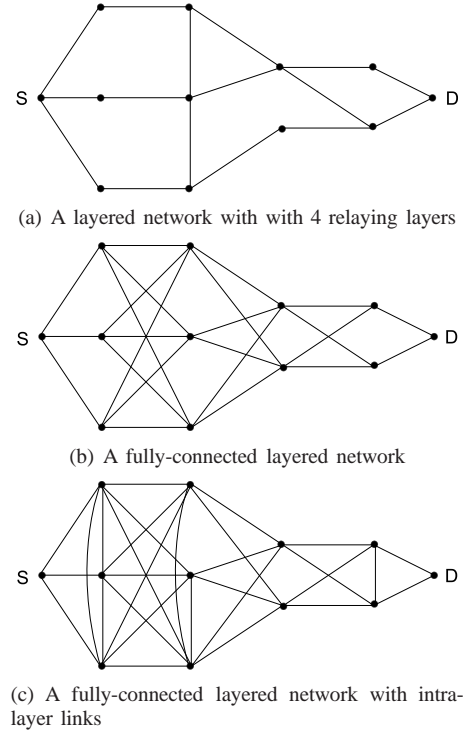 S D
(a) A layered network with with 4 relaying layers
S D
(b) A fully-connected layered network
S D
(c) A fully-connected layered network with intra-
layer links